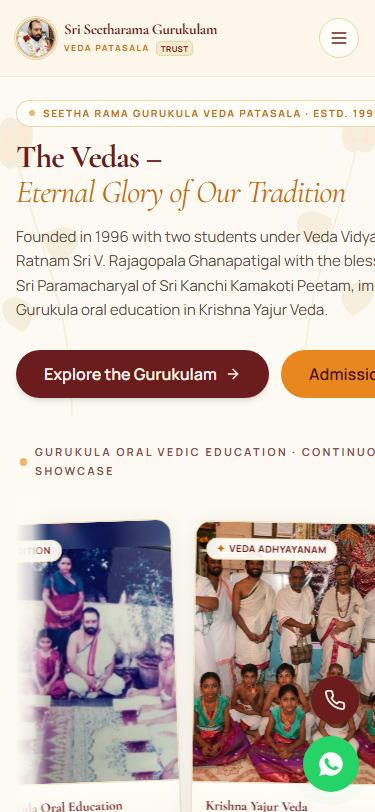 Sri Seetharama Gurukulam
VEDA PATASALA TRUST
SEETHA RAMA GURUKULA VEDA PATASALA · ESTD. 199
The Vedas –
Eternal Glory of Our Tradition
Founded in 1996 with two students under Veda Vidya
Ratnam Sri V. Rajagopala Ghanapatigal with the bles
Sri Paramacharyal of Sri Kanchi Kamakoti Peetam, im
Gurukula oral education in Krishna Yajur Veda.
Explore the Gurukulam
Admissio
GURUKULA ORAL VEDIC EDUCATION · CONTINUO
SHOWCASE
DITION
VEDA ADHYAYANAM
ula Oral Education
Krishna Yajur Veda